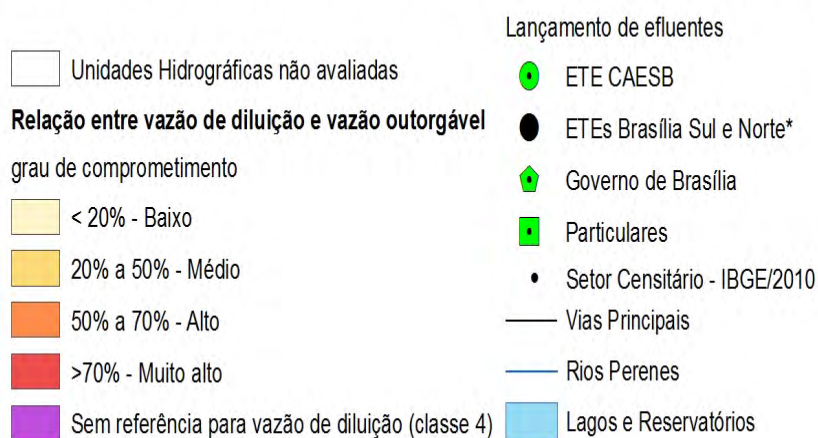 Unidades Hidrográficas não avaliadas
Relação entre vazão de diluição e vazão outorgável
grau de comprometimento
< 20% - Baixo
20% a 50% - Médio
50% a 70% - Alto
>70% - Muito alto
Sem referência para vazão de diluição (classe 4)
Lançamento de efluentes
ETE CAESB
ETEs Brasília Sul e Norte*
Governo de Brasília
Particulares
Setor Censitário - IBGE/2010
Vias Principais
Rios Perenes
Lagos e Reservatórios